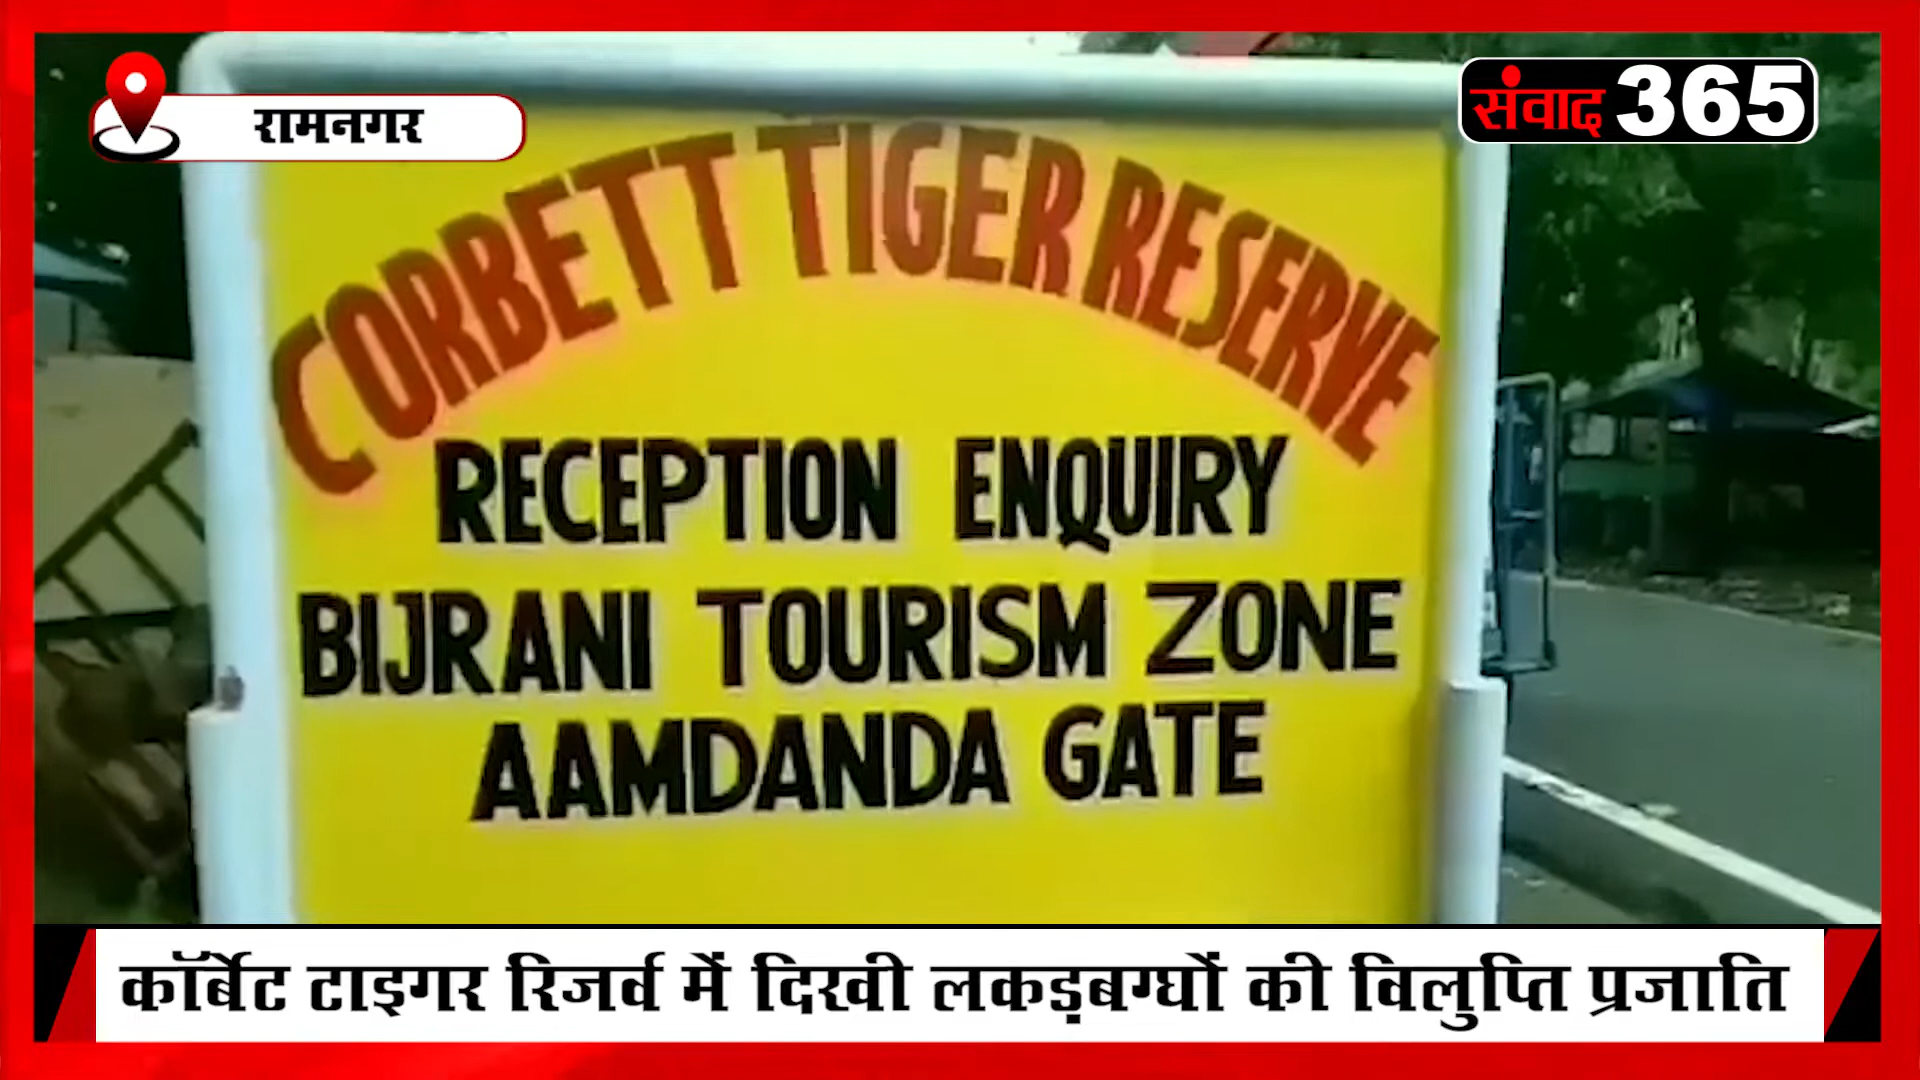 रामनगर
संवाद 365
CORBETT TIGER RESERVE
RECEPTION ENQUIRY
BIJRANI TOURISM ZONE
AAMDANDA GATE
कॉर्बेट टाइगर रिजर्व में दिखी लकड़बग्घों की विलुप्ति प्रजाति